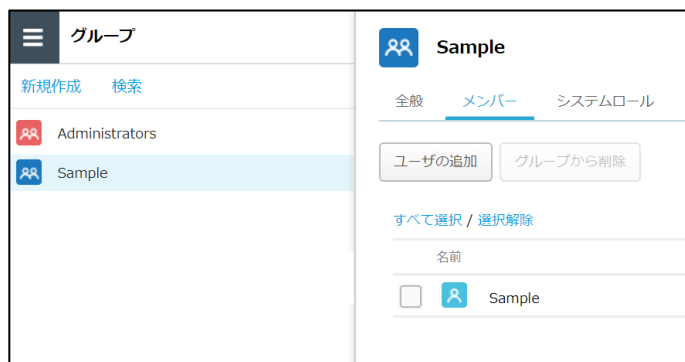 グループ
新規作成 検索
Administrators
Sample
Sample
全般 メンバー システムロール
ユーザの追加 グループから削除
すべて選択 / 選択解除
名前
Sample